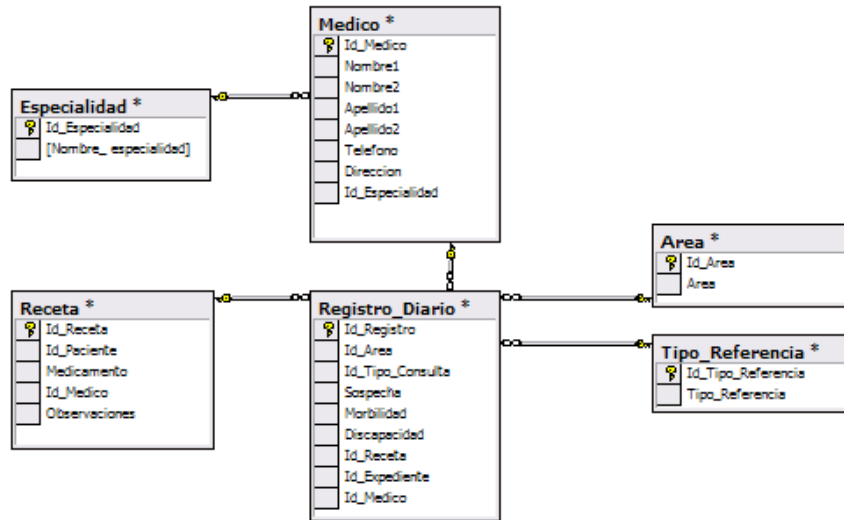 Medico *
Id_Medico
Nombre1
Nombre2
Apellido1
Apellido2
Telefono
Direccion
Id_Especialidad
Especialidad *
Id_Especialidad
[Nombre_ especialidad]
Area *
Id_Area
Area
Receta *
Id_Receta
Id_Paciente
Medicamento
Id_Medico
Observaciones
Registro_Diario *
Id_Registro
Id_Area
Id_Tipo_Consulta
Sospecha
Morbilidad
Discapacidad
Id_Receta
Id_Expediente
Id_Medico
Tipo_Referencia *
Id_Tipo_Referencia
Tipo_Referencia